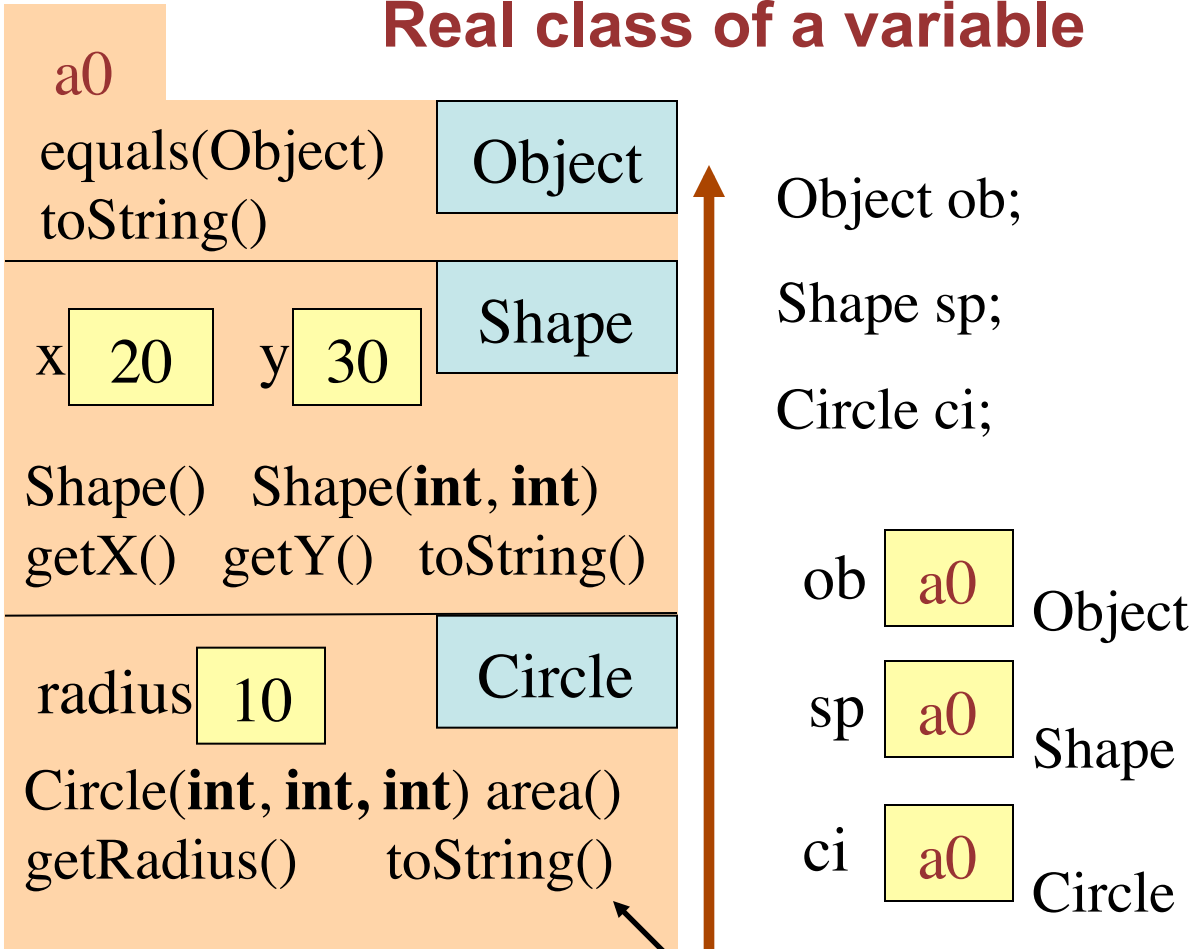 Real class of a variable
a0
equals(Object)
toString()
Object
x 20 y 30
Shape
Shape() Shape(int, int)
getX() getY() toString()
radius 10
Circle
Circle(int, int, int) area()
getRadius() toString()
Object ob;
Shape sp;
Circle ci;
ob a0 Object
sp a0 Shape
ci a0 Circle